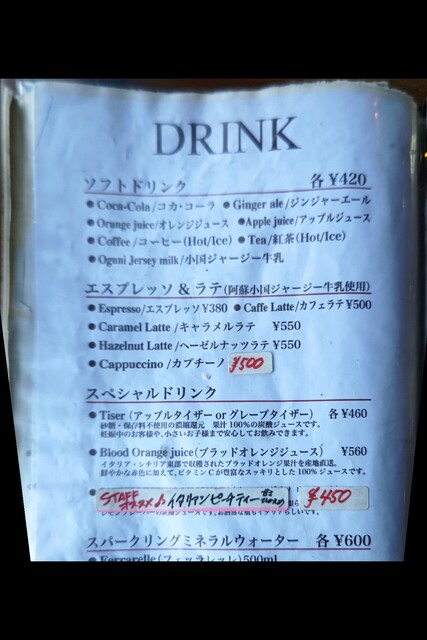 DRINK
ソフトドリンク 各 ¥420
● Coca-Cola/コカ・コーラ ● Ginger ale/ジンジャーエール
● Orange juice/オレンジジュース ● Apple juice/アップルジュース
● Coffee/コーヒー(Hot/Ice) ● Tea/紅茶(Hot/Ice)
● Oguni Jersey milk/小国ジャージー牛乳
エスプレッソ & ラテ(阿蘇小国ジャージー牛乳使用)
● Espresso/エスプレッソ ¥380 ● Caffe Latte/カフェラテ ¥500
● Caramel Latte/キャラメルラテ ¥550
● Hazelnut Latte/ヘーゼルナッツラテ ¥550
● Cappuccino/カプチーノ ¥500
スペシャルドリンク
● Tiser (アップルタイザー or グレープタイザー) 各 ¥460
砂糖・保存料不使用の濃縮還元 果汁100%の炭酸ジュースです。
妊娠中のお客様や、小さいお子様まで安心してお飲みできます。
● Blood Orange juice(ブラッドオレンジジュース) ¥560
イタリア・シチリア東部で収穫されたブラッドオレンジ果汁を産地直送。
鮮やかな赤色に加えて、ビタミンCが豊富なスッキリとした100%ジュースです。
● STAFFオススメ♪ イタリアンピーチティー 甘さひかえめ ¥450
スパークリングミネラルウォーター 各 ¥600
● Ferrarelle(フェッラレッレ)500ml